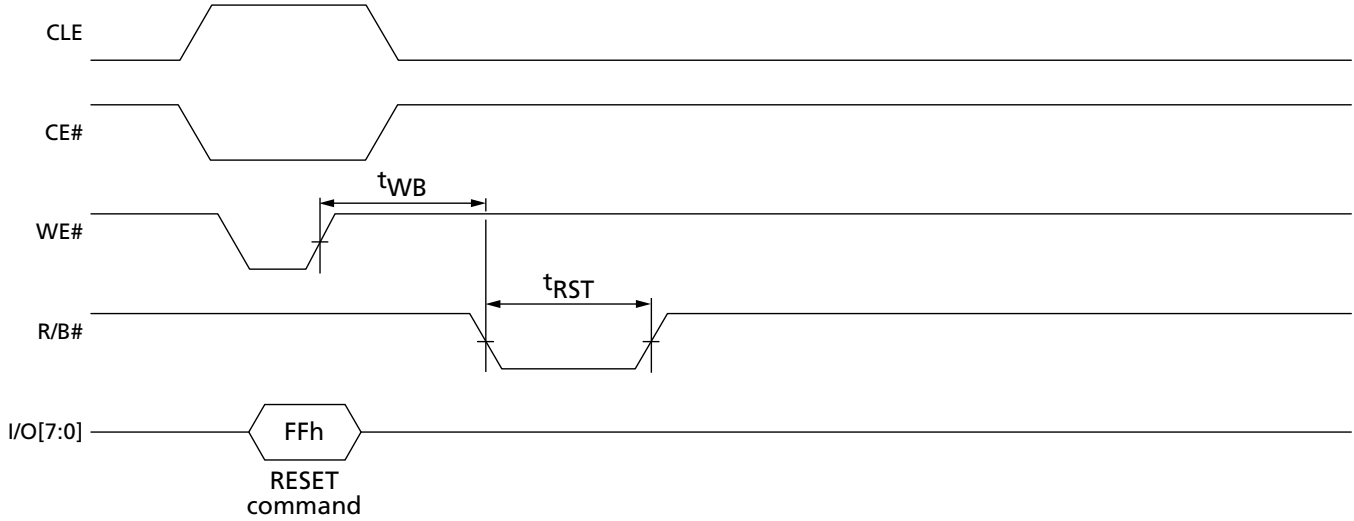 CLE
CE#
tWB
WE#
tRST
R/B#
I/O[7:0]
FFh
RESET
command